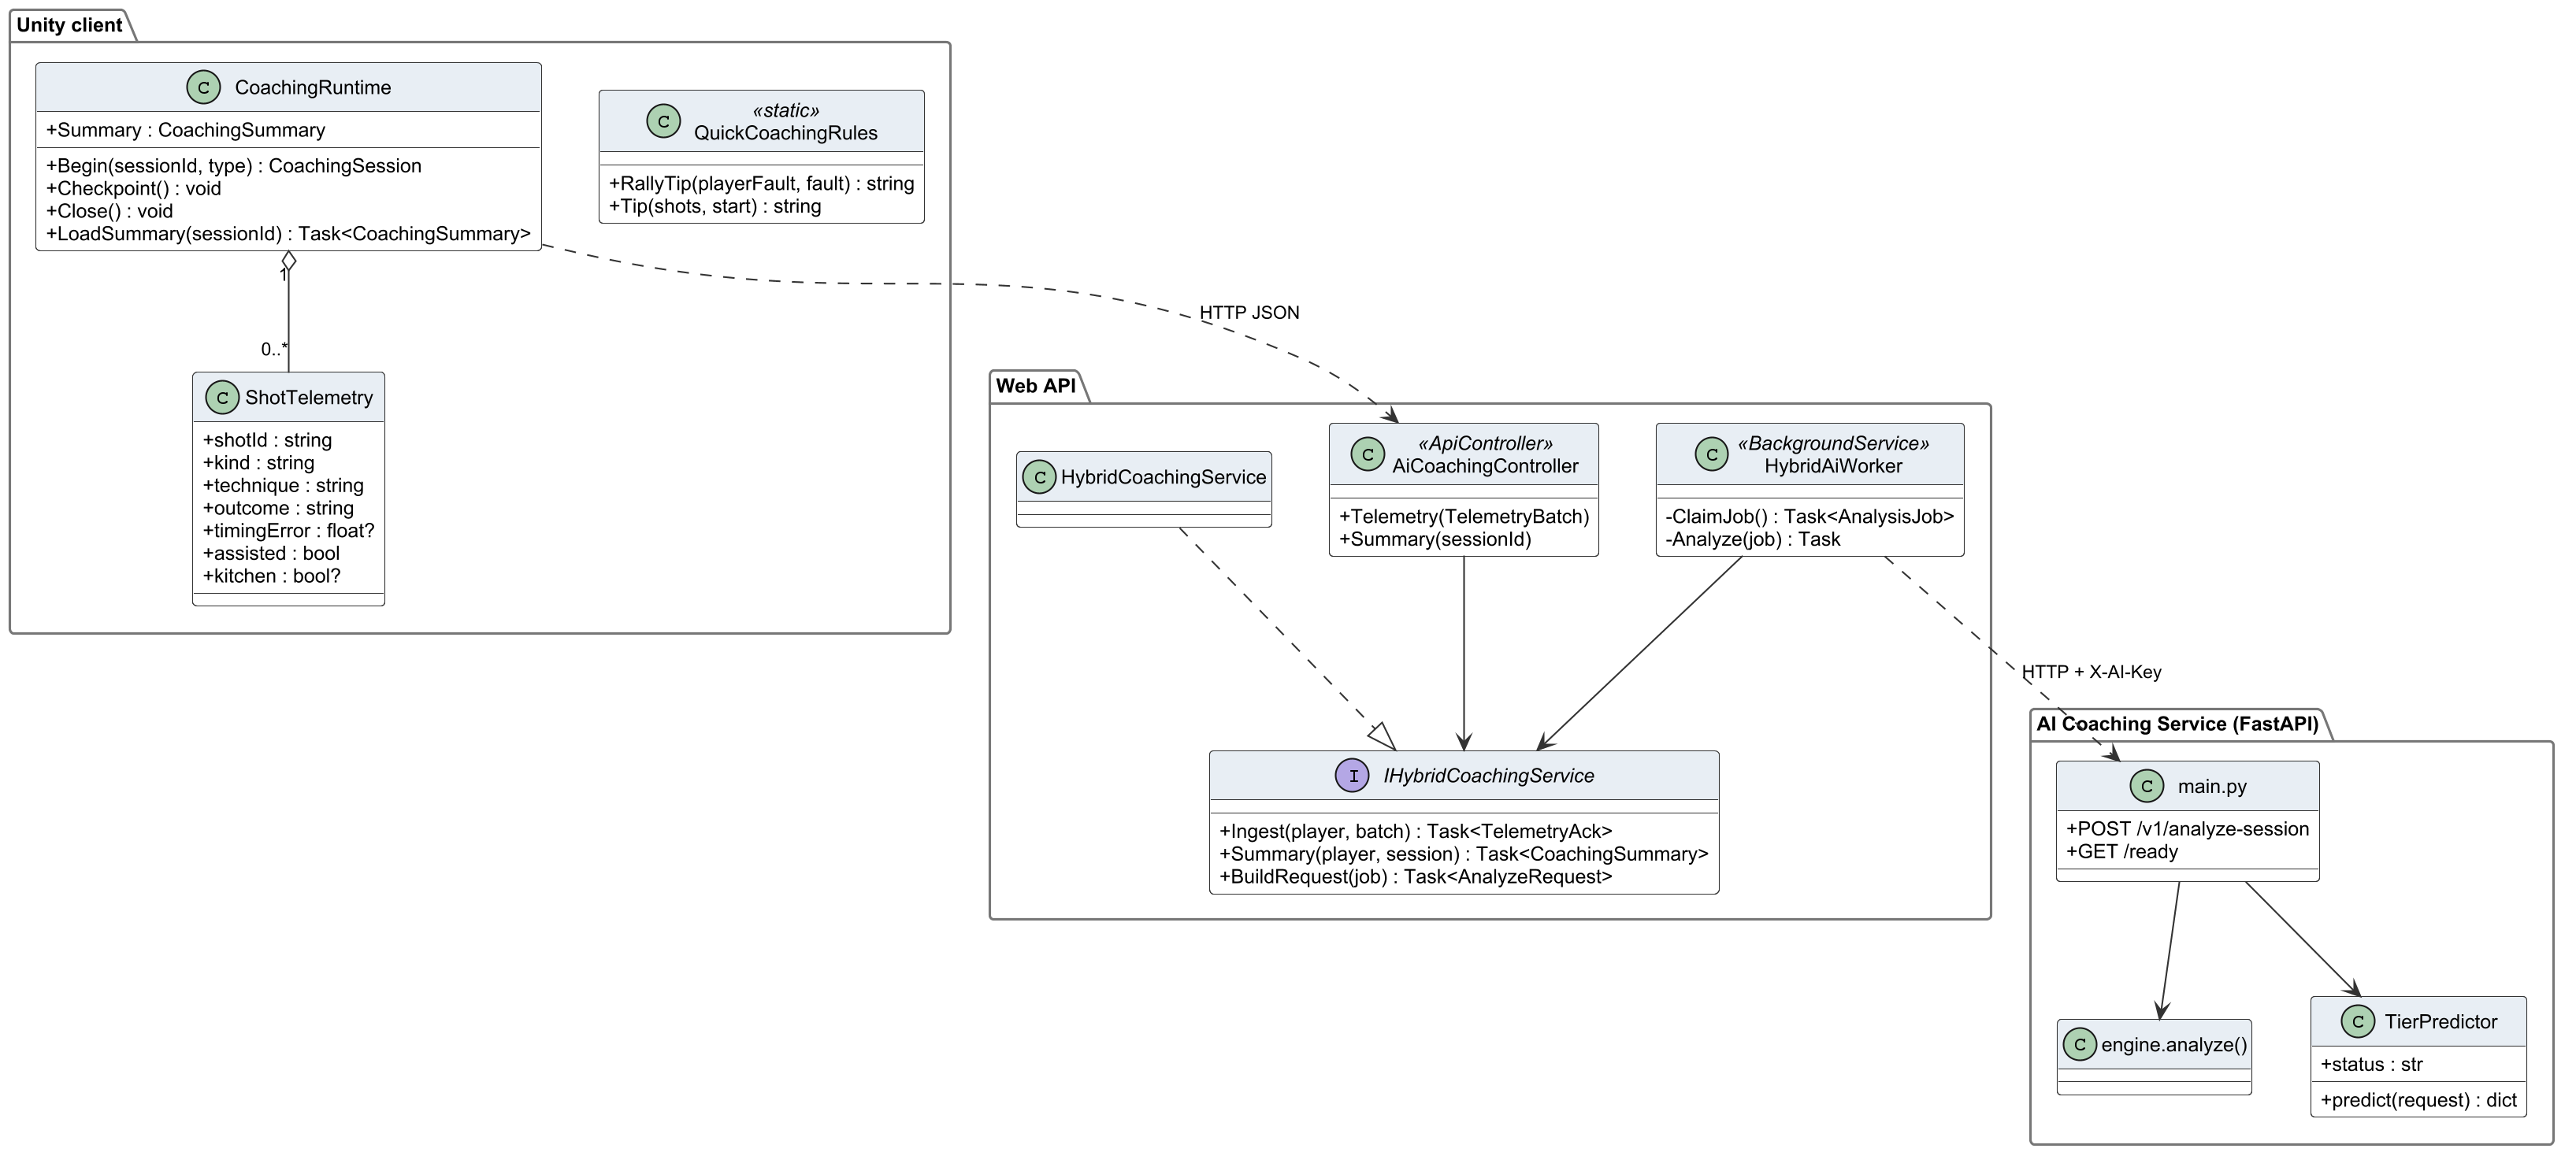 Unity client
C CoachingRuntime
+Summary : CoachingSummary
+Begin(sessionId, type) : CoachingSession
+Checkpoint() : void
+Close() : void
+LoadSummary(sessionId) : Task<CoachingSummary>
C «static»
QuickCoachingRules
+RallyTip(playerFault, fault) : string
+Tip(shots, start) : string
1
0..*
C ShotTelemetry
+shotId : string
+kind : string
+technique : string
+outcome : string
+timingError : float?
+assisted : bool
+kitchen : bool?
HTTP JSON
Web API
C HybridCoachingService
C «ApiController»
AiCoachingController
+Telemetry(TelemetryBatch)
+Summary(sessionId)
C «BackgroundService»
HybridAiWorker
-ClaimJob() : Task<AnalysisJob>
-Analyze(job) : Task
I IHybridCoachingService
+Ingest(player, batch) : Task<TelemetryAck>
+Summary(player, session) : Task<CoachingSummary>
+BuildRequest(job) : Task<AnalyzeRequest>
HTTP + X-AI-Key
AI Coaching Service (FastAPI)
C main.py
+POST /v1/analyze-session
+GET /ready
C engine.analyze()
C TierPredictor
+status : str
+predict(request) : dict